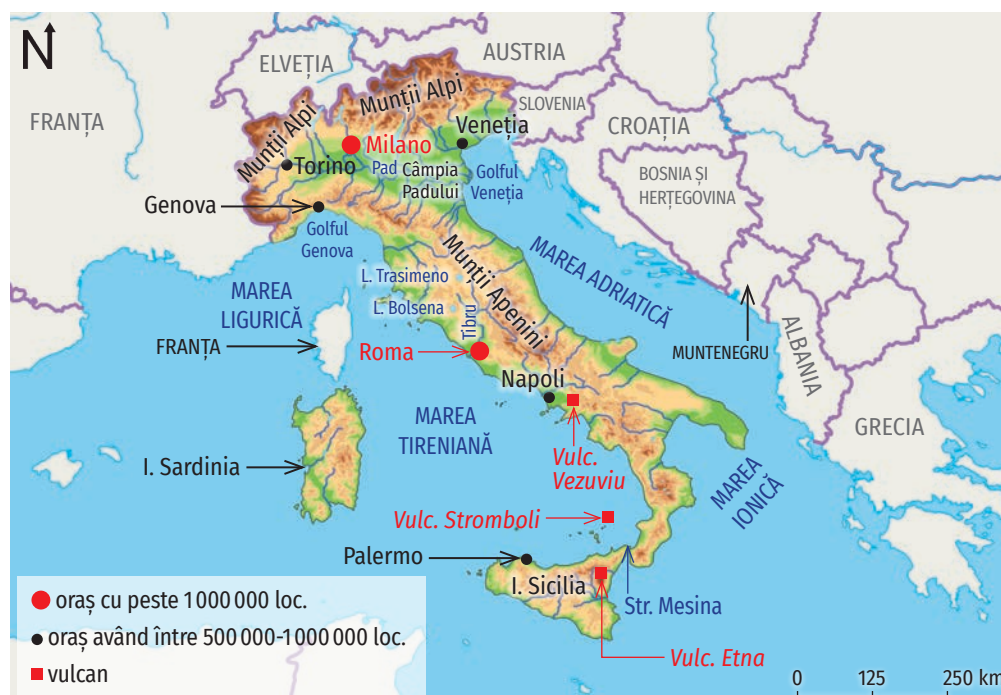 N
ELVEȚIA
AUSTRIA
FRANȚA
Munții Alpi
Munții Alpi
SLOVENIA
CROAȚIA
Veneția
Milano
Torino
Pad
Câmpia
Padului
Golful
Veneția
BOSNIA ȘI
HERȚEGOVINA
Genova
Golful
Genova
Munții Apenini
MAREA ADRIATICĂ
L. Trasimeno
L. Bolsena
Tibru
MAREA
LIGURICĂ
FRANȚA
Roma
MUNTENEGRU
ALBANIA
Napoli
MAREA
TIRENIANĂ
GRECIA
Vulc.
Vezuviu
MAREA
IONICĂ
I. Sardinia
Vulc. Stromboli
Palermo
I. Sicilia
Str. Mesina
Vulc. Etna
oraș cu peste 1 000 000 loc.
oraș având între 500 000-1 000 000 loc.
vulcan
0 125 250 km